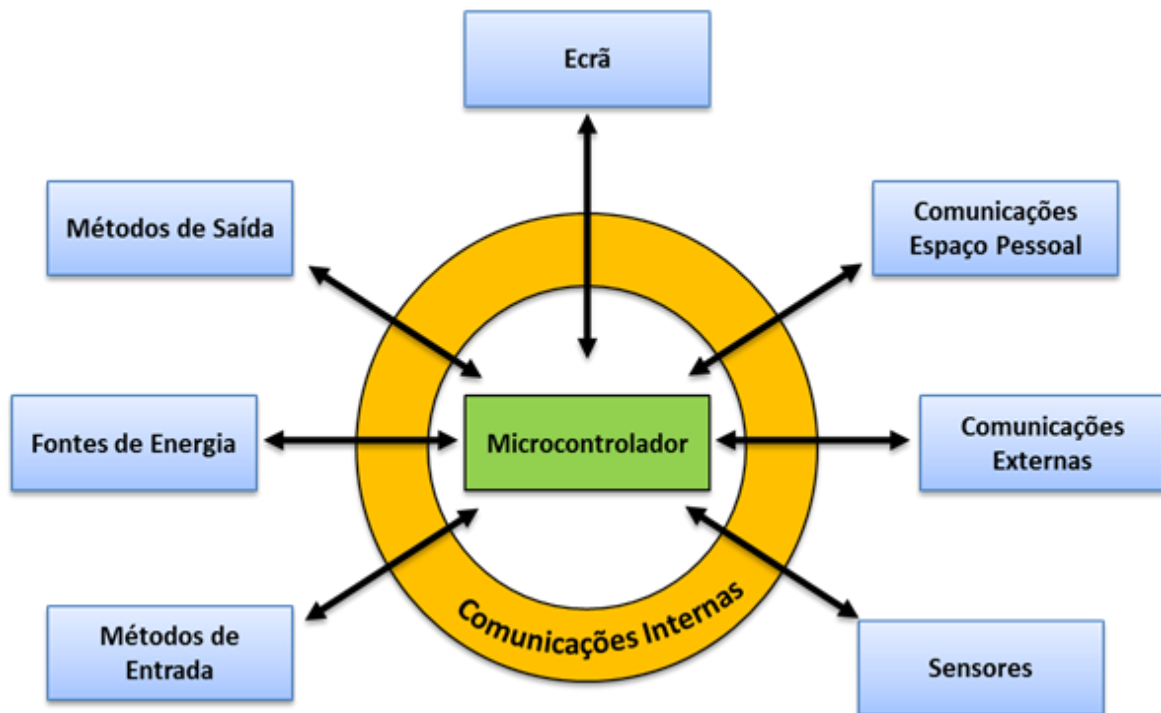 Ecrã
Métodos de Saída
Comunicações
Espaço Pessoal
Fontes de Energia
Microcontrolador
Comunicações
Externas
Métodos de
Entrada
Comunicações Internas
Sensores